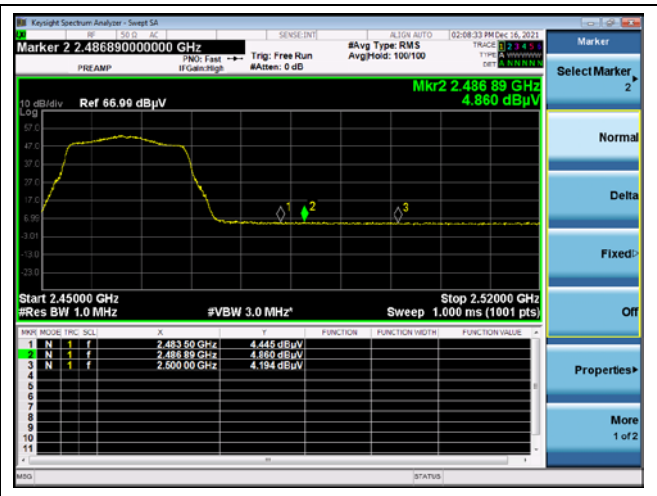 Keysight Spectrum Analyzer - Swept SA
RF 50 Ω AC SENSE:INT ALIGN AUTO 02:08:33 PM Dec 16, 2021
Marker 2 2.486890000000 GHz
PREAMP
PNO: Fast
IFGain:High
Trig: Free Run
#Atten: 0 dB
#Avg Type: RMS
Avg|Hold: 100/100
TRACE 1 2 3 4 5 6
TYPE A WWWWW
DET A N N N N N
Mkr2 2.486 89 GHz
4.860 dBµV
10 dB/div Ref 66.99 dBµV
Log
57.0
47.0
37.0
27.0
17.0
6.99
-3.01
-13.0
-23.0
1 2 3
Start 2.45000 GHz Stop 2.52000 GHz
#Res BW 1.0 MHz #VBW 3.0 MHz* Sweep 1.000 ms (1001 pts)
MKR MODE TRC SCL X Y FUNCTION FUNCTION WIDTH FUNCTION VALUE
1 N 1 f 2.483 50 GHz 4.445 dBµV
2 N 1 f 2.486 89 GHz 4.860 dBµV
3 N 1 f 2.500 00 GHz 4.194 dBµV
4
5
6
7
8
9
10
11
MSG STATUS
Marker
Select Marker
2
Normal
Delta
Fixed
Off
Properties
More
1 of 2